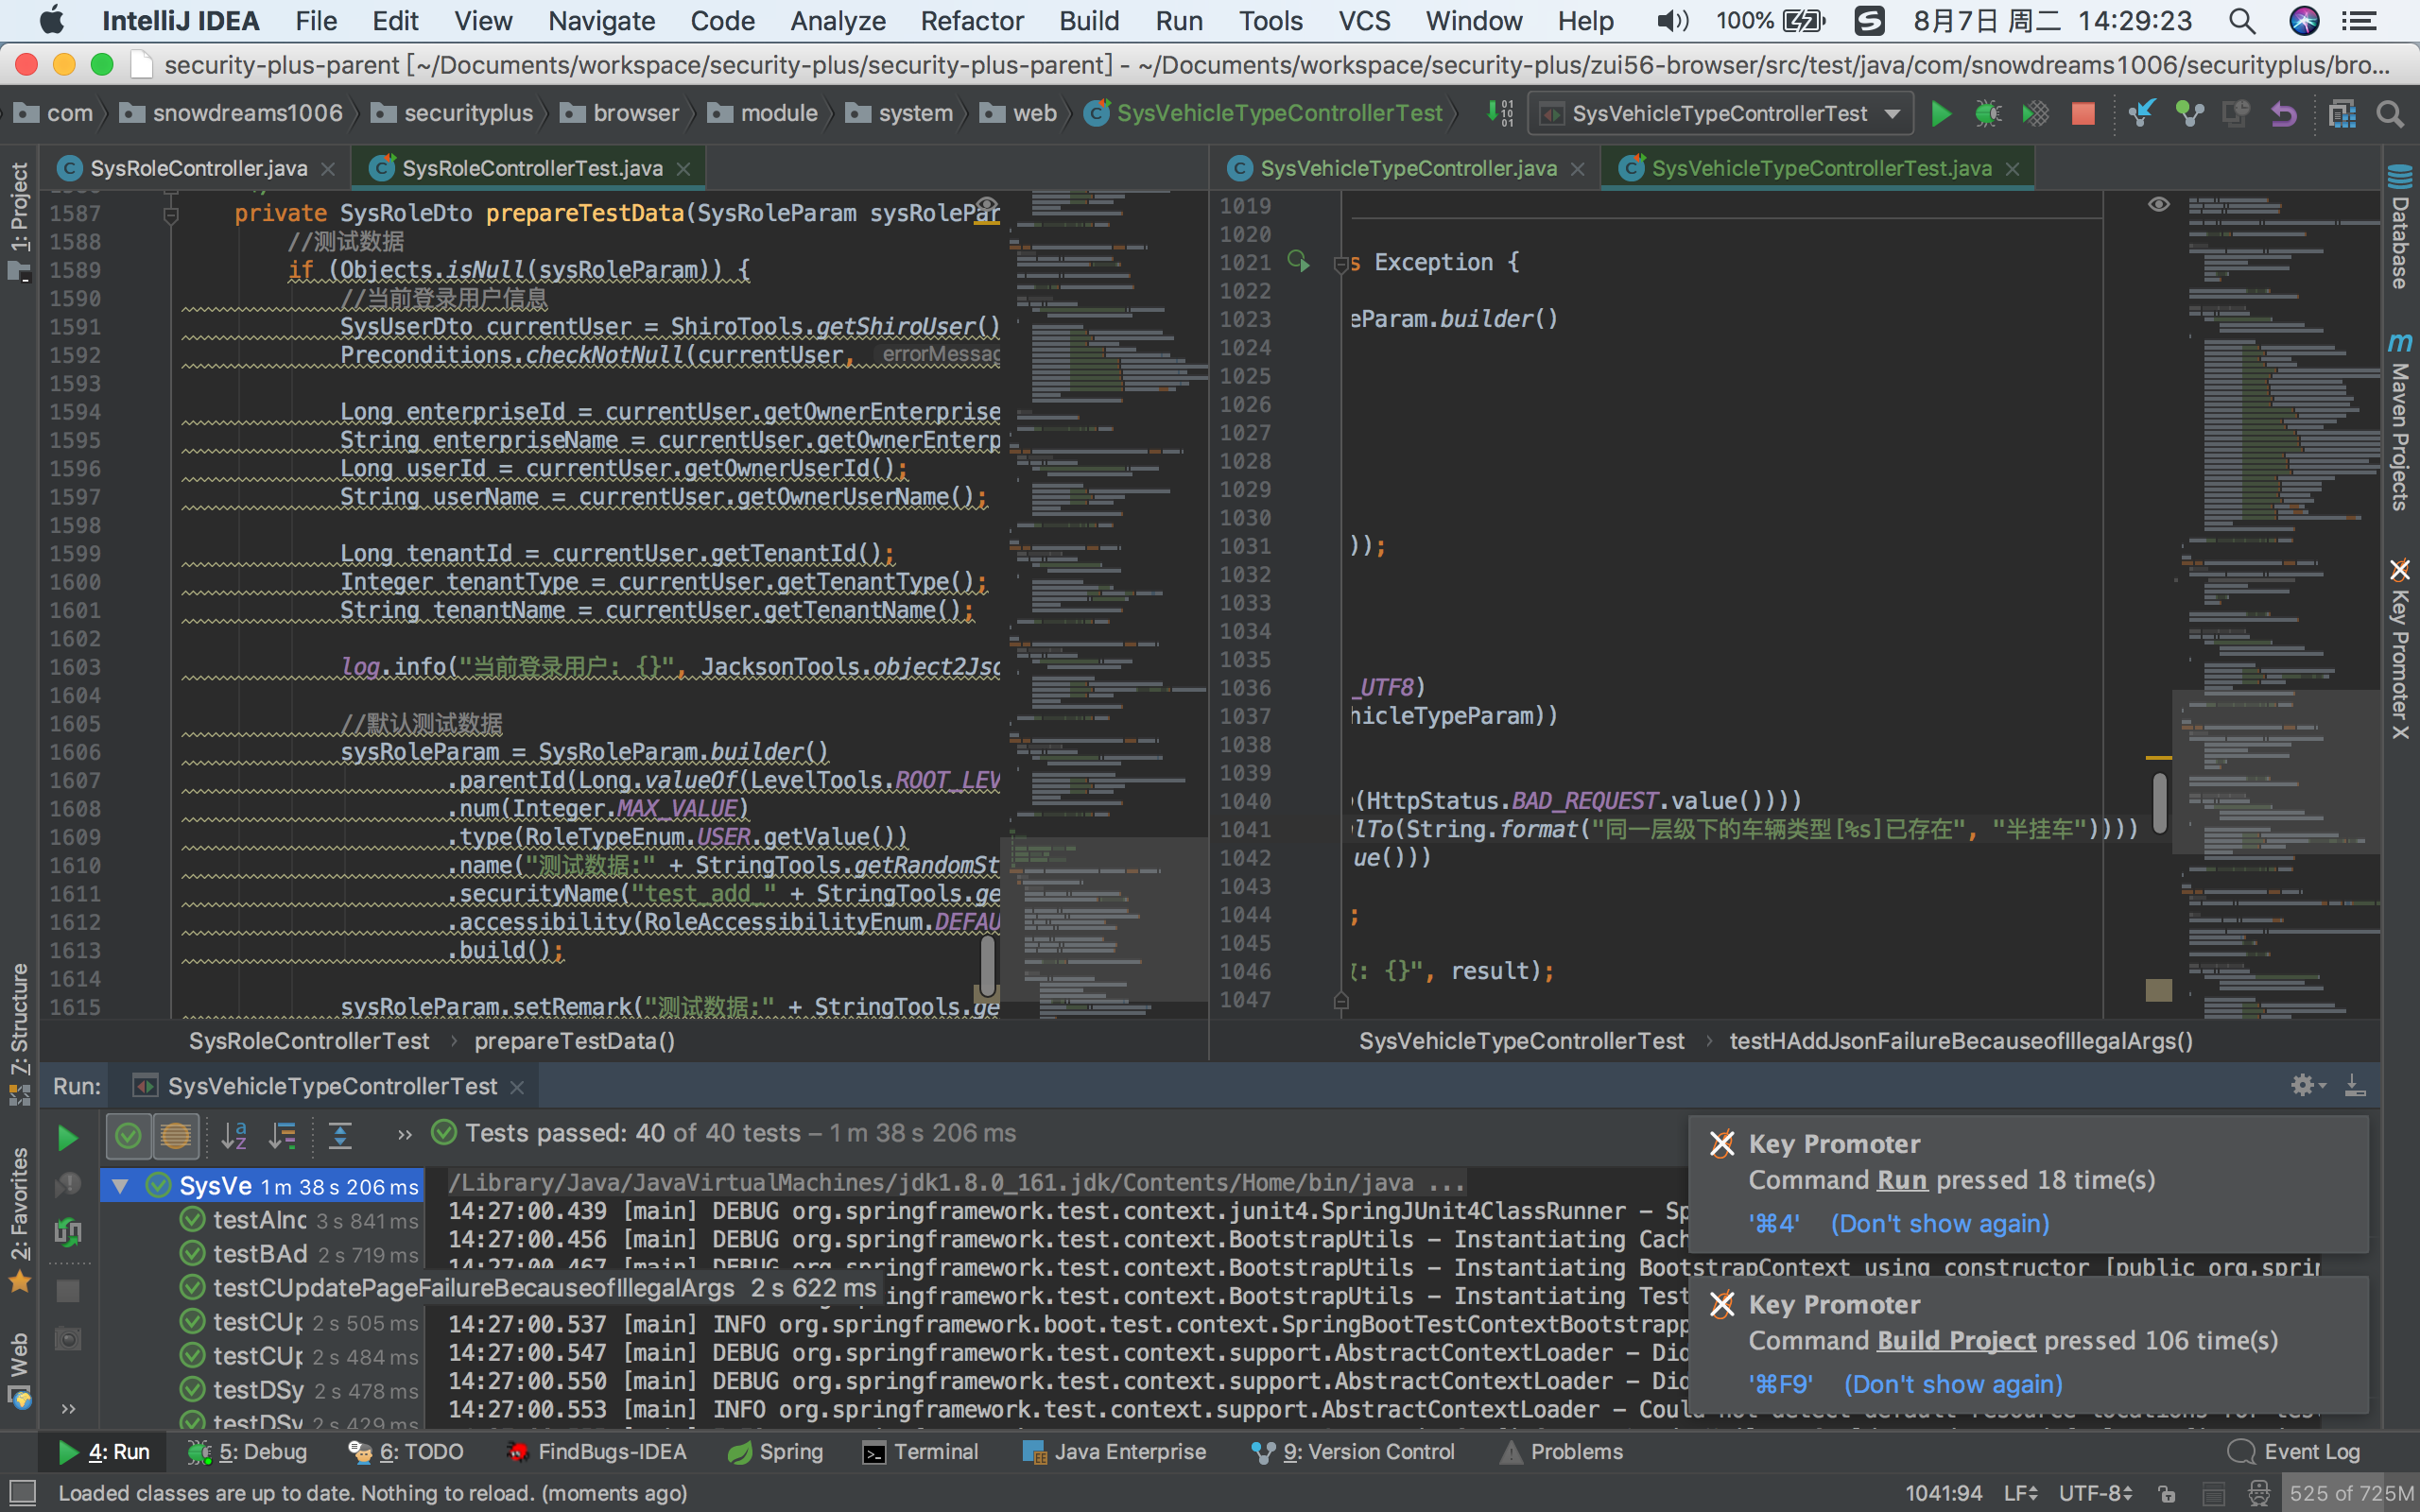 IntelliJ IDEA File Edit View Navigate Code Analyze Refactor Build Run Tools VCS Window Help 100% 8月7日 周二 14:29:23
security-plus-parent [~/Documents/workspace/security-plus/security-plus-parent] - ~/Documents/workspace/security-plus/zui56-browser/src/test/java/com/snowdreams1006/securityplus/bro...
com snowdreams1006 securityplus browser module system web SysVehicleTypeControllerTest SysVehicleTypeControllerTest
SysRoleController.java SysRoleControllerTest.java
1587 private SysRoleDto prepareTestData(SysRoleParam sysRolePar
1588 //测试数据
1589 if (Objects.isNull(sysRoleParam)) {
1590 //当前登录用户信息
1591 SysUserDto currentUser = ShiroTools.getShiroUser()
1592 Preconditions.checkNotNull(currentUser, errorMessag
1593
1594 Long enterpriseId = currentUser.getOwnerEnterprise
1595 String enterpriseName = currentUser.getOwnerEnterp
1596 Long userId = currentUser.getOwnerUserId();
1597 String userName = currentUser.getOwnerUserName();
1598
1599 Long tenantId = currentUser.getTenantId();
1600 Integer tenantType = currentUser.getTenantType();
1601 String tenantName = currentUser.getTenantName();
1602
1603 log.info("当前登录用户: {}", JacksonTools.object2Jso
1604
1605 //默认测试数据
1606 sysRoleParam = SysRoleParam.builder()
1607 .parentId(Long.valueOf(LevelTools.ROOT_LEV
1608 .num(Integer.MAX_VALUE)
1609 .type(RoleTypeEnum.USER.getValue())
1610 .name("测试数据:" + StringTools.getRandomSt
1611 .securityName("test_add_" + StringTools.ge
1612 .accessibility(RoleAccessibilityEnum.DEFAU
1613 .build();
1614
1615 sysRoleParam.setRemark("测试数据:" + StringTools.ge
SysRoleControllerTest › prepareTestData()
SysVehicleTypeController.java SysVehicleTypeControllerTest.java
1019
1020
1021 s Exception {
1022
1023 eParam.builder()
1024
1025
1026
1027
1028
1029
1030
1031 ));
1032
1033
1034
1035
1036 _UTF8)
1037 hicleTypeParam))
1038
1039
1040 (HttpStatus.BAD_REQUEST.value())))
1041 lTo(String.format("同一层级下的车辆类型[%s]已存在", "半挂车"))))
1042 ue()))
1043
1044 ;
1045
1046 : {}", result);
1047
SysVehicleTypeControllerTest › testHAddJsonFailureBecauseofIllegalArgs()
1: Project
7: Structure
2: Favorites
Web
Database
Maven Projects
Key Promoter X
Run: SysVehicleTypeControllerTest
» Tests passed: 40 of 40 tests – 1 m 38 s 206 ms
SysVe 1 m 38 s 206 ms
testAInc 3 s 841 ms
testBAd 2 s 719 ms
testCUpdatePageFailureBecauseofIllegalArgs 2 s 622 ms
testCUp 2 s 505 ms
testCUp 2 s 484 ms
testDSy 2 s 478 ms
testDSy 2 s 429 ms
/Library/Java/JavaVirtualMachines/jdk1.8.0_161.jdk/Contents/Home/bin/java ...
14:27:00.439 [main] DEBUG org.springframework.test.context.junit4.SpringJUnit4ClassRunner – Sp
14:27:00.456 [main] DEBUG org.springframework.test.context.BootstrapUtils – Instantiating Cach
14:27:00.467 [main] DEBUG org.springframework.test.context.BootstrapUtils – Instantiating BootstrapContext using constructor [public org.sprin
ingframework.test.context.BootstrapUtils – Instantiating Test
14:27:00.537 [main] INFO org.springframework.boot.test.context.SpringBootTestContextBootstrapp
14:27:00.547 [main] DEBUG org.springframework.test.context.support.AbstractContextLoader – Did
14:27:00.550 [main] DEBUG org.springframework.test.context.support.AbstractContextLoader – Did
14:27:00.553 [main] INFO org.springframework.test.context.support.AbstractContextLoader – Could not detect default resource locations for tes
Key Promoter
Command Run pressed 18 time(s)
'⌘4' (Don't show again)
Key Promoter
Command Build Project pressed 106 time(s)
'⌘F9' (Don't show again)
4: Run 5: Debug 6: TODO FindBugs-IDEA Spring Terminal Java Enterprise 9: Version Control Problems Event Log
Loaded classes are up to date. Nothing to reload. (moments ago) 1041:94 LF UTF-8 525 of 725M